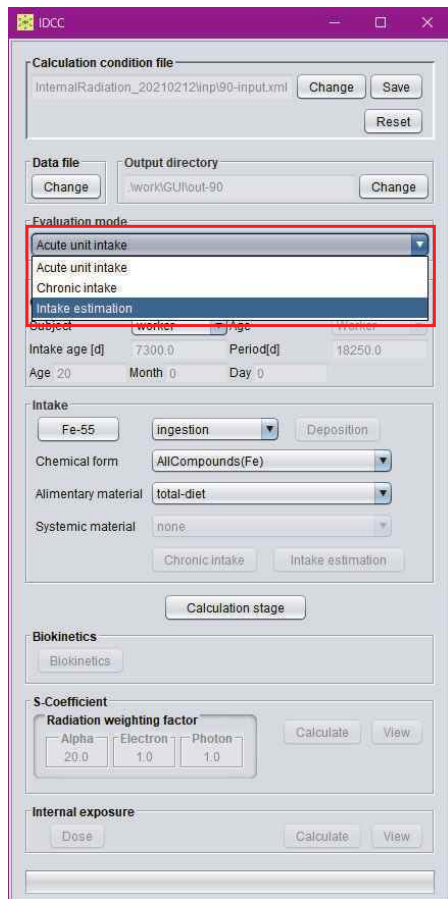 IDCC
Calculation condition file
InternalRadiation_20210212\inp\90-input.xml Change Save
Reset
Data file Output directory
Change .\work\GUI\out-90 Change
Evaluation mode
Acute unit intake
Acute unit intake
Chronic intake
Intake estimation
Subject worker Age Worker
Intake age [d] 7300.0 Period[d] 18250.0
Age 20 Month 0 Day 0
Intake
Fe-55 ingestion Deposition
Chemical form AllCompounds(Fe)
Alimentary material total-diet
Systemic material none
Chronic intake Intake estimation
Calculation stage
Biokinetics
Biokinetics
S-Coefficient
Radiation weighting factor
Alpha Electron Photon Calculate View
20.0 1.0 1.0
Internal exposure
Dose Calculate View